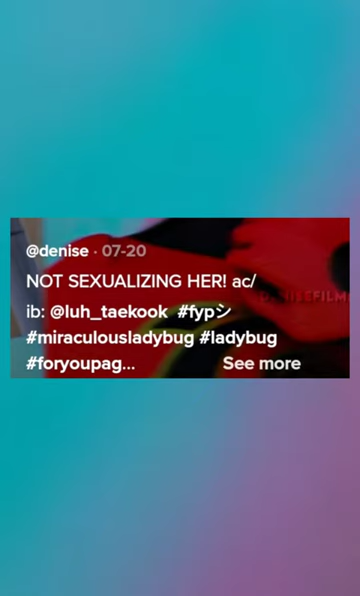 @denise · 07-20
NOT SEXUALIZING HER! ac/
ib: @luh_taekook #fypシ
#miraculousladybug #ladybug
#foryoupag... See more